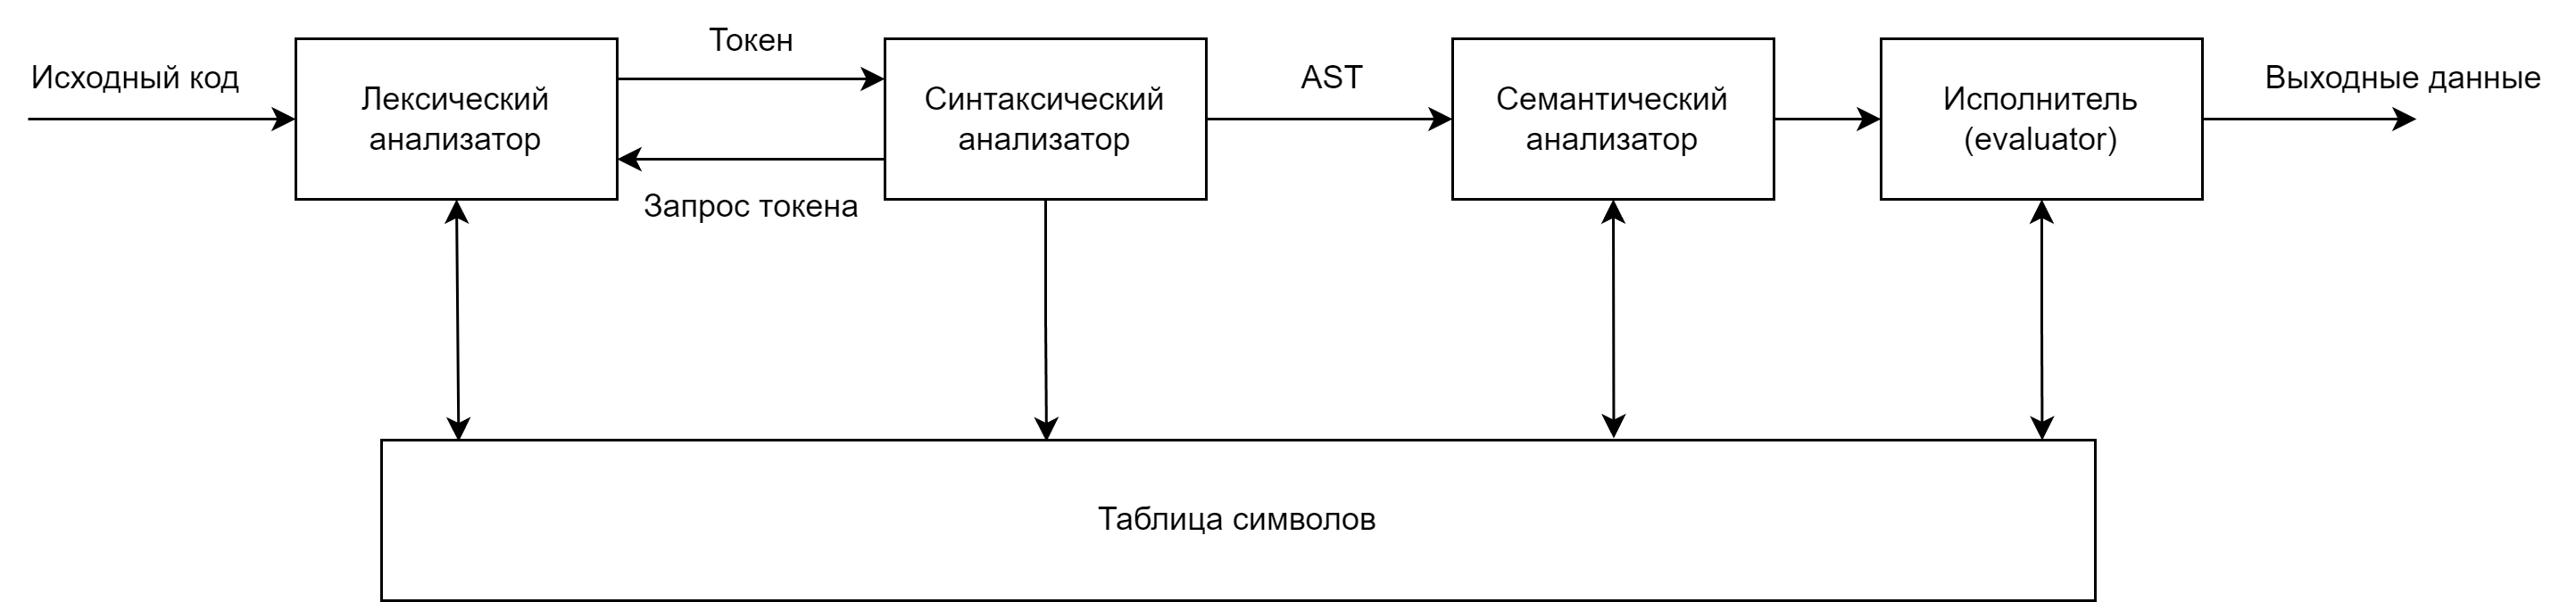 Исходный код
Лексический
анализатор
Токен
Запрос токена
Синтаксический
анализатор
AST
Семантический
анализатор
Исполнитель
(evaluator)
Выходные данные
Таблица символов